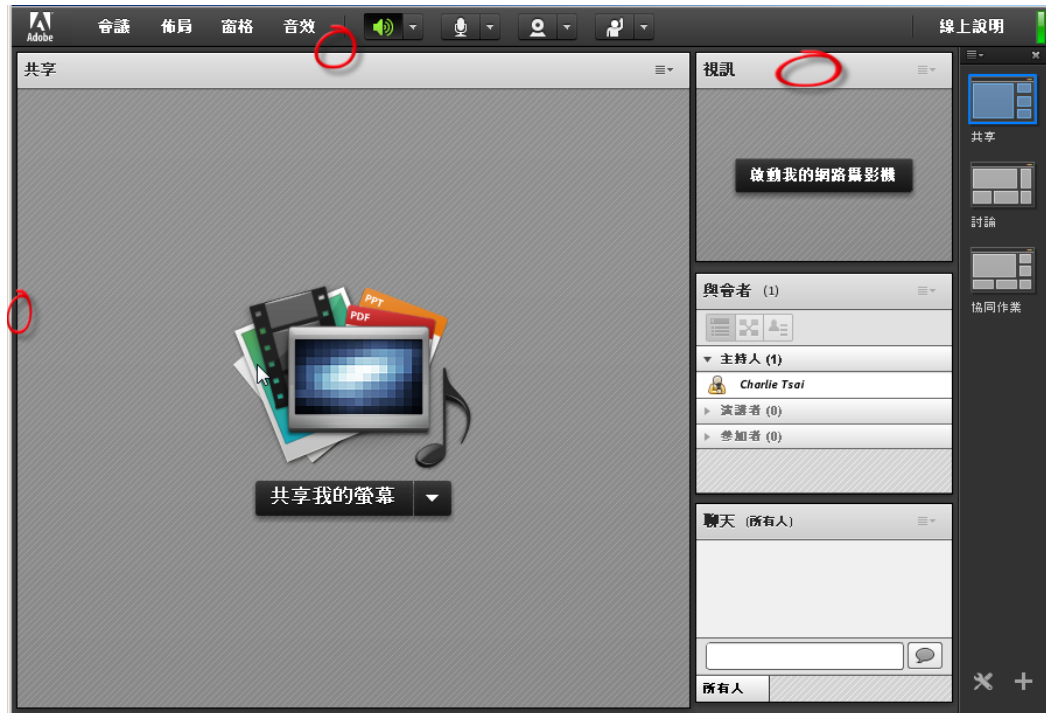 Adobe 會議 佈局 窗格 音效 線上說明
共享
視訊
啟動我的網路攝影機
共享
討論
協同作業
與會者 (1)
主持人 (1)
Charlie Tsai
演講者 (0)
參加者 (0)
PPT
PDF
共享我的螢幕
聊天 (所有人)
所有人